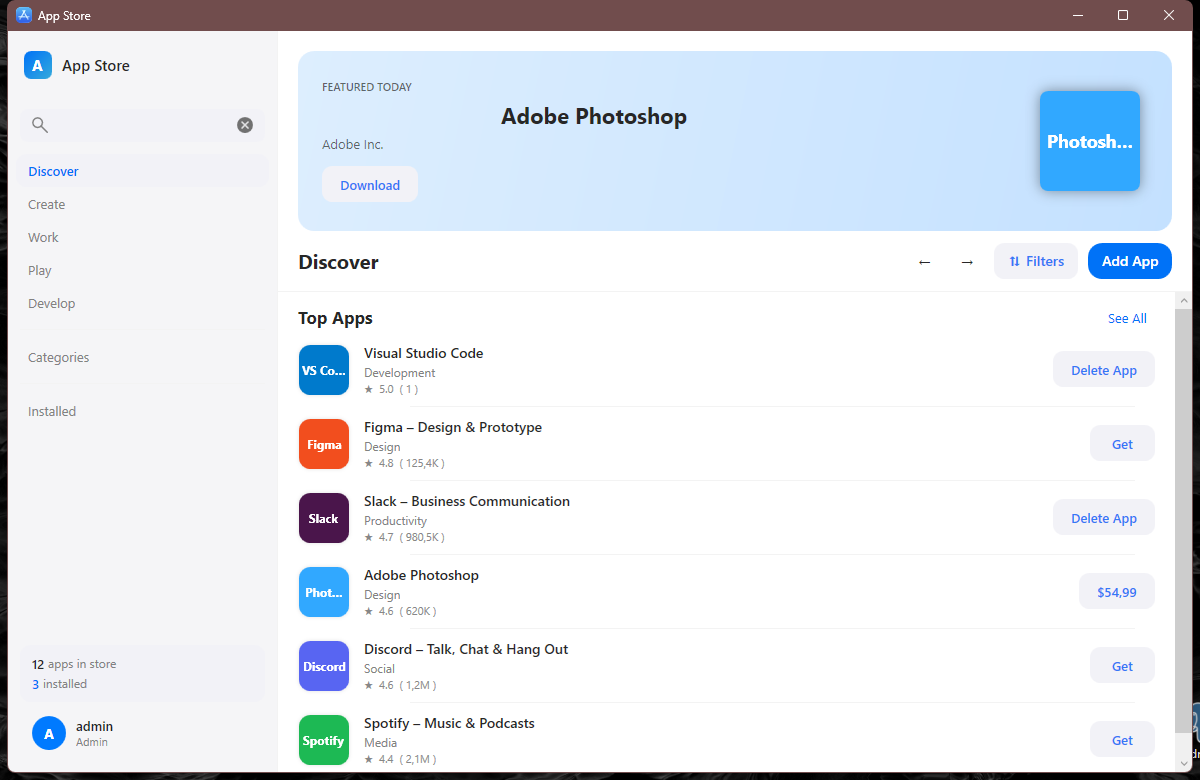 App Store
A App Store
Discover
Create
Work
Play
Develop
Categories
Installed
12 apps in store
3 installed
A
admin
Admin
FEATURED TODAY
Adobe Photoshop
Adobe Inc.
Download
Photosh...
Discover
← → ⇅ Filters Add App
Top Apps See All
VS Co...
Visual Studio Code
Development
★ 5.0 ( 1 )
Delete App
Figma
Figma – Design & Prototype
Design
★ 4.8 ( 125,4K )
Get
Slack
Slack – Business Communication
Productivity
★ 4.7 ( 980,5K )
Delete App
Phot...
Adobe Photoshop
Design
★ 4.6 ( 620K )
$54,99
Discord
Discord – Talk, Chat & Hang Out
Social
★ 4.6 ( 1,2M )
Get
Spotify
Spotify – Music & Podcasts
Media
★ 4.4 ( 2,1M )
Get